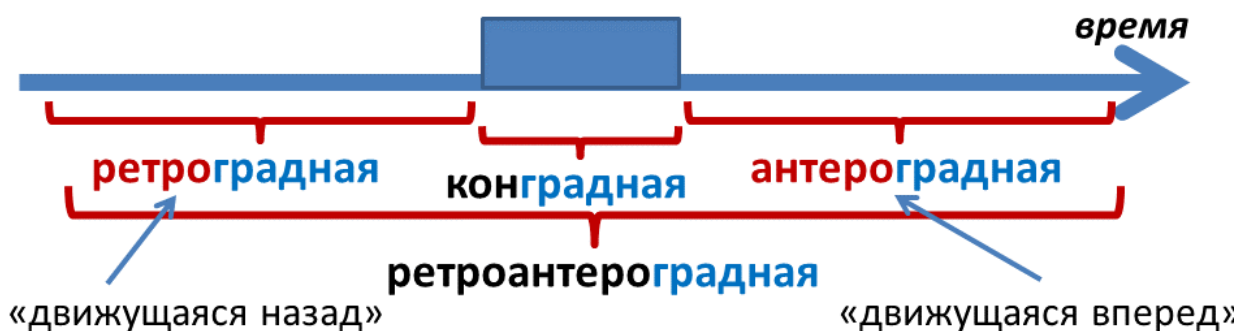 время
ретроградная
конградная
антероградная
ретроантероградная
«движущаяся назад»
«движущаяся вперед»